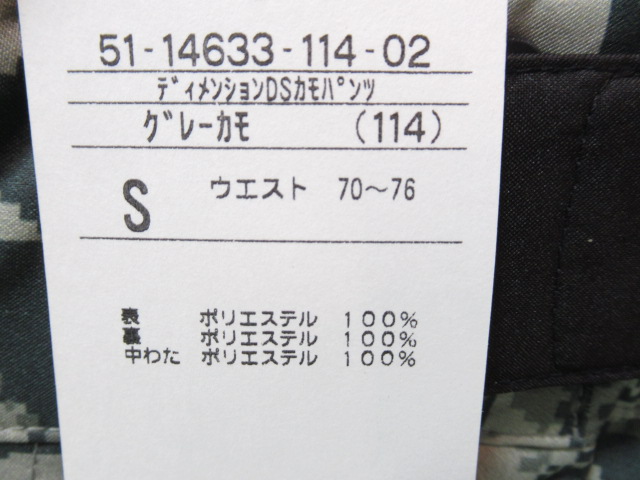 51-14633-114-02
ﾃﾞｨﾒﾝｼｮﾝDSｶﾓﾊﾟﾝﾂ
ｸﾞﾚｰｶﾓ (114)
S ウエスト 70～76
表 ポリエステル 100%
裏 ポリエステル 100%
中わた ポリエステル 100%